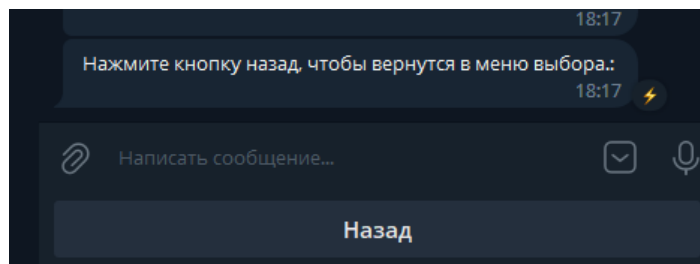 18:17
Нажмите кнопку назад, чтобы вернутся в меню выбора.:
18:17
Написать сообщение...
Назад